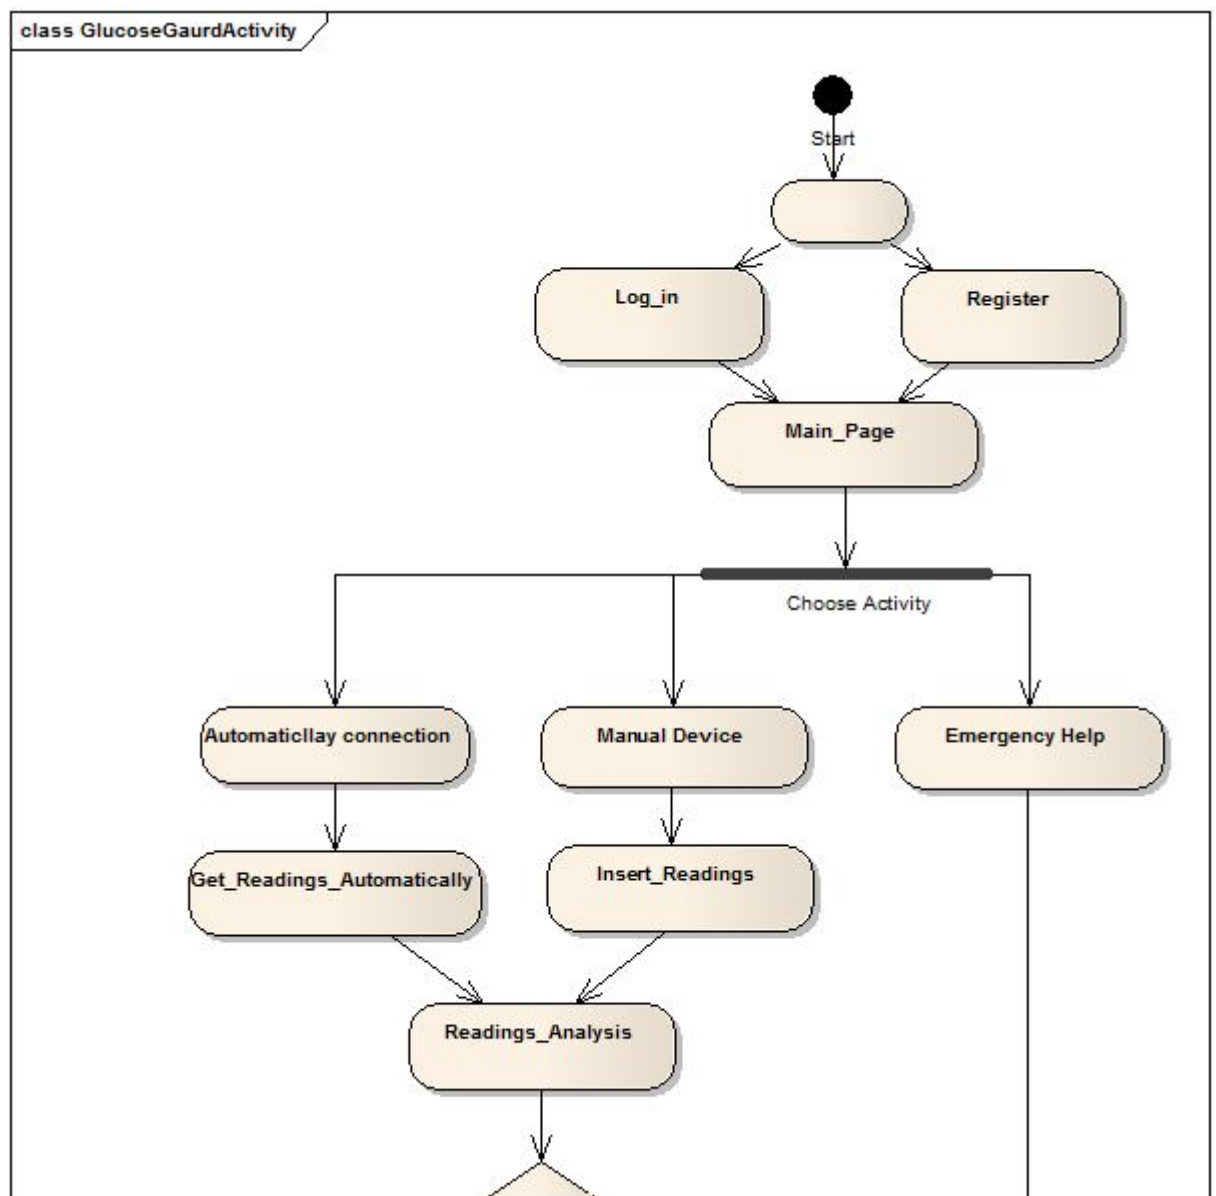 class GlucoseGaurdActivity
Start
Log_in
Register
Main_Page
Choose Activity
Automaticllay connection
Manual Device
Emergency Help
Get_Readings_Automatically
Insert_Readings
Readings_Analysis